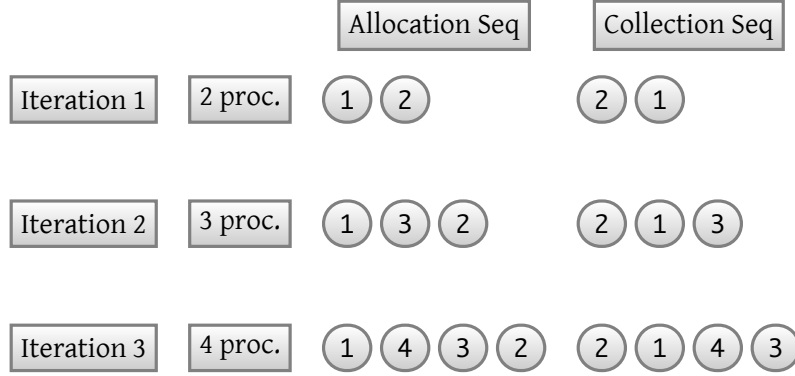 Allocation Seq Collection Seq
Iteration 1 2 proc. 1 2 2 1
Iteration 2 3 proc. 1 3 2 2 1 3
Iteration 3 4 proc. 1 4 3 2 2 1 4 3